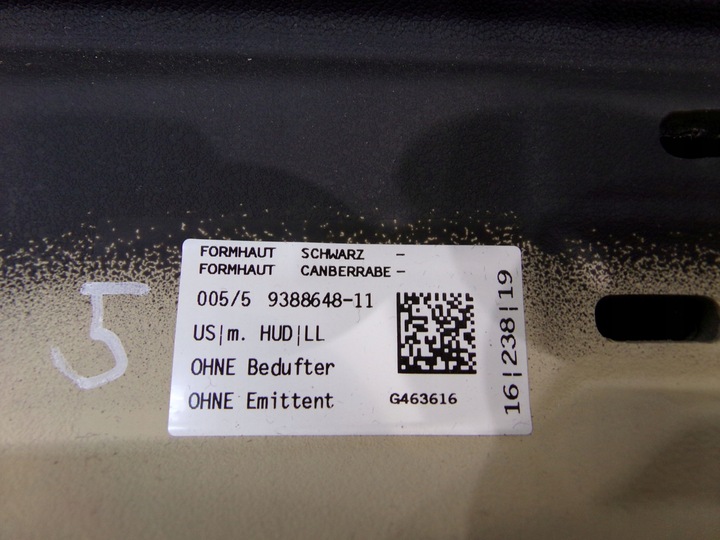 FORMHAUT SCHWARZ -
FORMHAUT CANBERRABE -
005/5 9388648-11
US|m. HUD|LL
OHNE Bedufter
OHNE Emittent
G463616
16|238|19
5